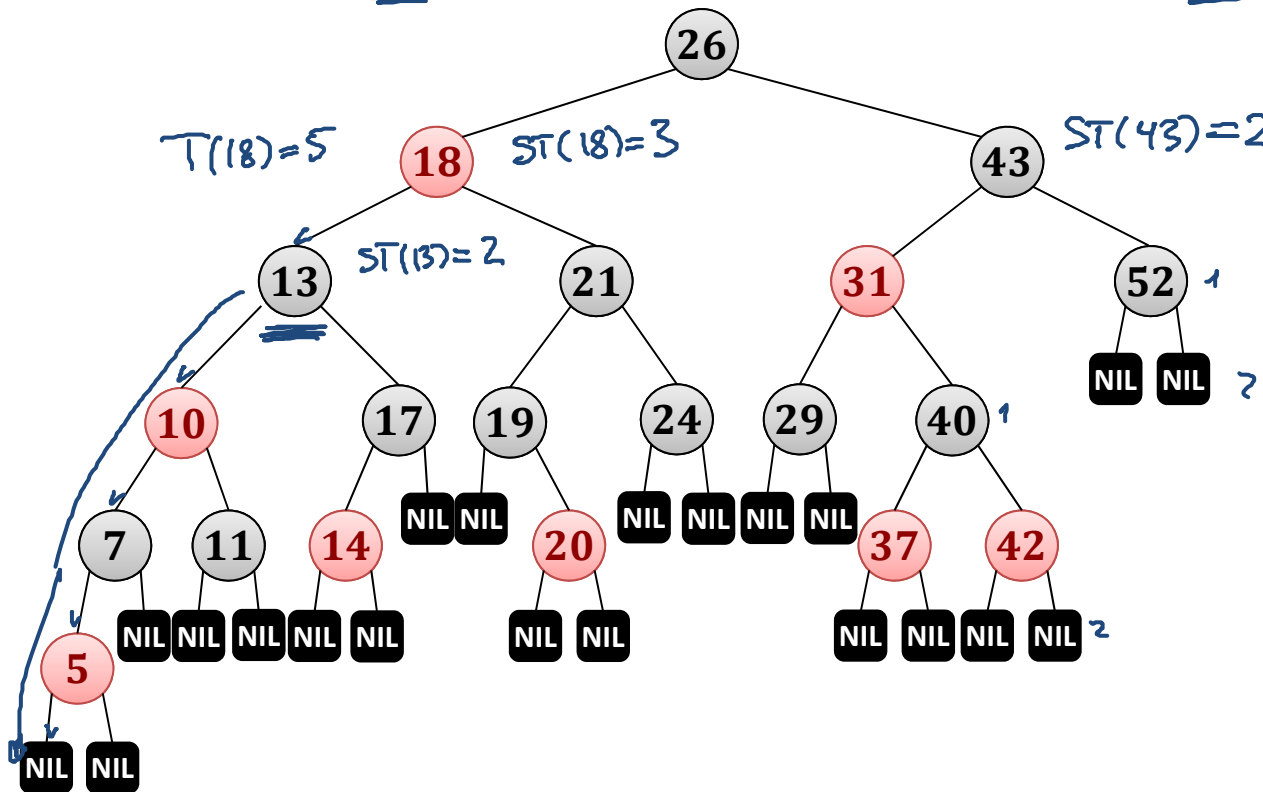 26
T(18)=5 18 ST(18)=3 43 ST(43)=2
13 ST(13)=2 21 31 52 1
NIL NIL 2
10 17 19 24 29 40 1
NIL NIL NIL NIL NIL NIL
7 11 14 20 37 42
NIL NIL NIL NIL NIL NIL NIL NIL NIL NIL NIL 2
5
NIL NIL